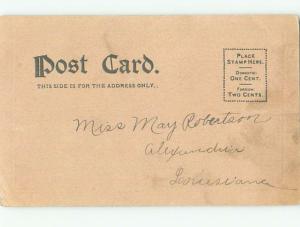 Post Card.
THIS SIDE IS FOR THE ADDRESS ONLY.
PLACE
STAMP HERE.
DOMESTIC
ONE CENT.
FOREIGN
TWO CENTS.
Miss May Robertson
Alexandria
Louisiana